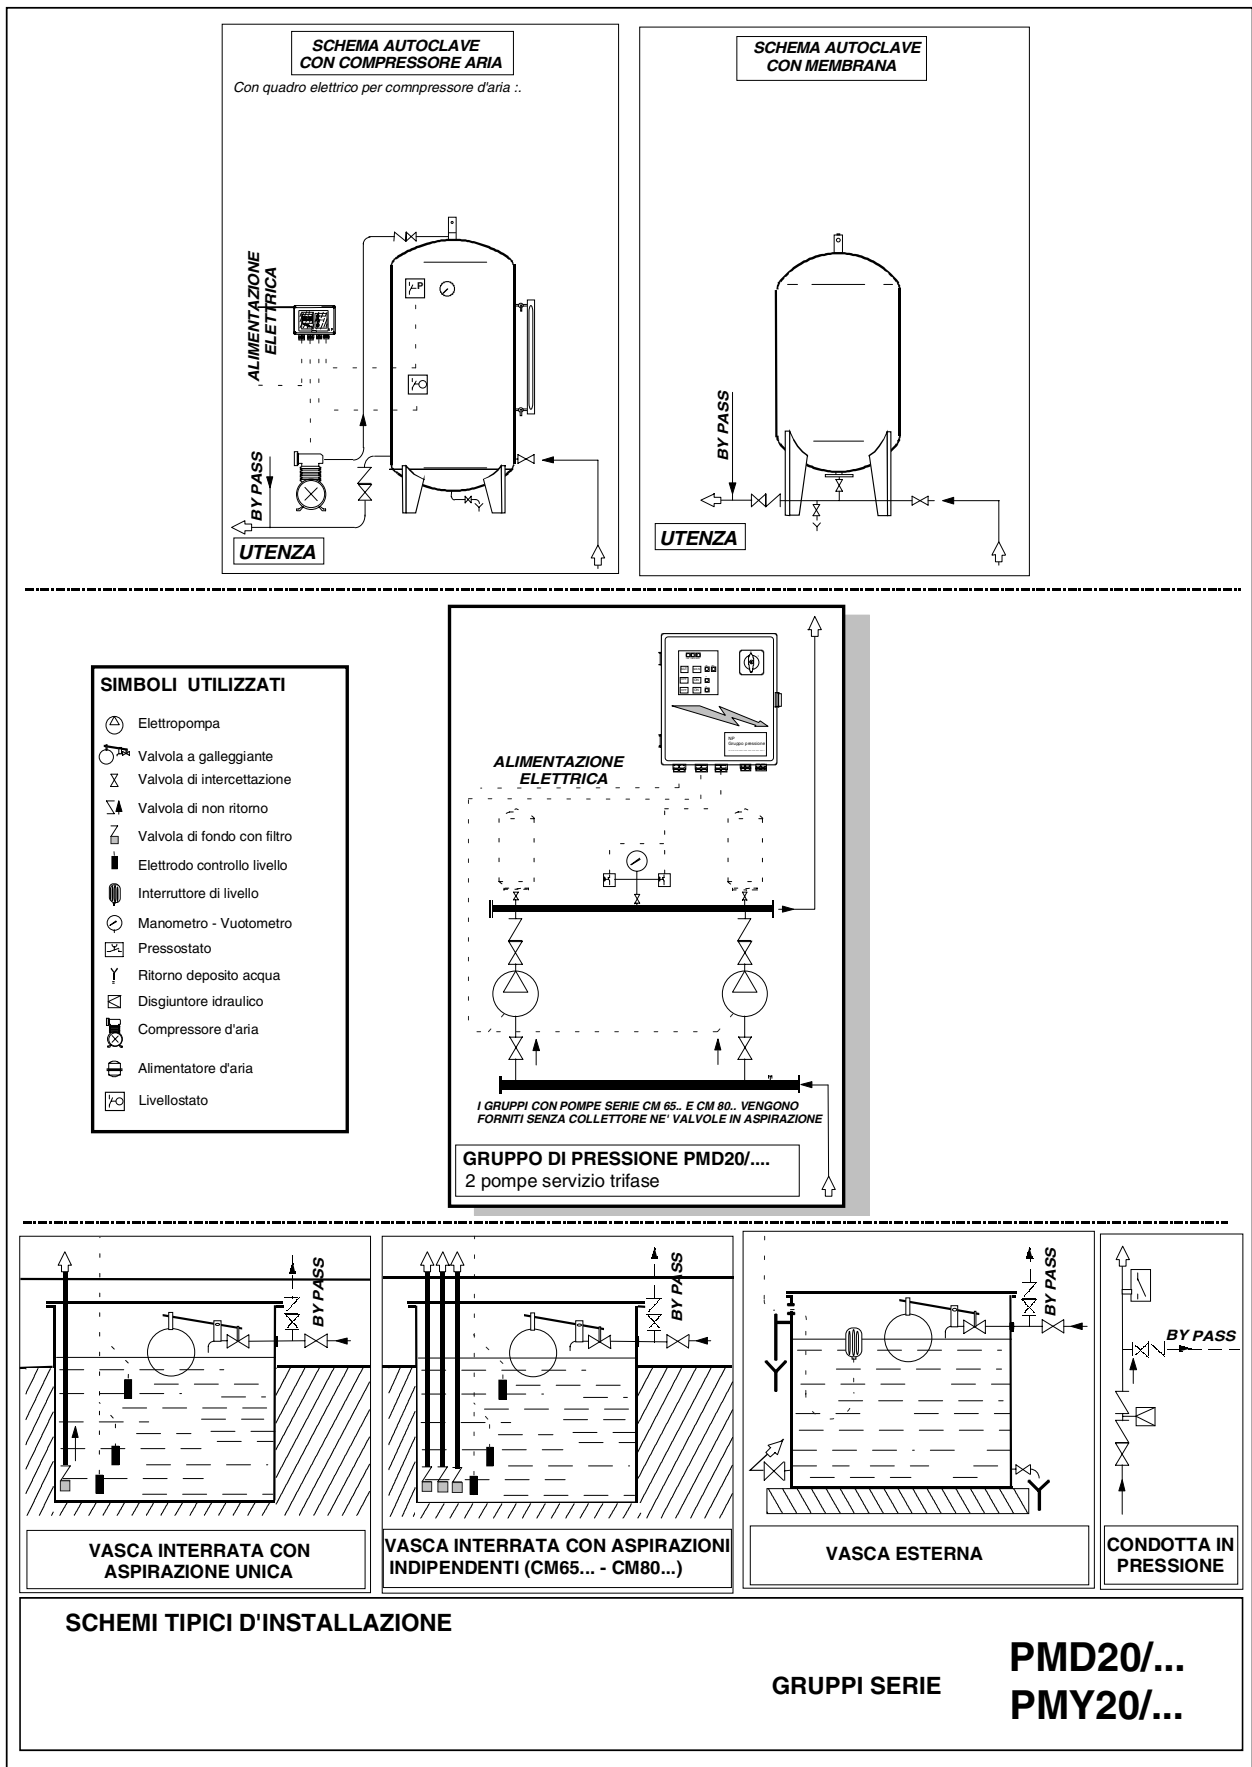 SCHEMA AUTOCLAVE
CON COMPRESSORE ARIA
Con quadro elettrico per comnpressore d'aria :.
ALIMENTAZIONE
ELETTRICA
P
BY PASS
UTENZA
SCHEMA AUTOCLAVE
CON MEMBRANA
BY PASS
UTENZA
SIMBOLI UTILIZZATI
Elettropompa
Valvola a galleggiante
Valvola di intercettazione
Valvola di non ritorno
Valvola di fondo con filtro
Elettrodo controllo livello
Interruttore di livello
Manometro - Vuotometro
Pressostato
Ritorno deposito acqua
Disgiuntore idraulico
Compressore d'aria
Alimentatore d'aria
Livellostato
Gruppo pressione
ALIMENTAZIONE
ELETTRICA
I GRUPPI CON POMPE SERIE CM 65.. E CM 80.. VENGONO
FORNITI SENZA COLLETTORE NE' VALVOLE IN ASPIRAZIONE
GRUPPO DI PRESSIONE PMD20/....
2 pompe servizio trifase
BY PASS
VASCA INTERRATA CON
ASPIRAZIONE UNICA
BY PASS
VASCA INTERRATA CON ASPIRAZIONI
INDIPENDENTI (CM65... - CM80...)
BY PASS
VASCA ESTERNA
BY PASS
CONDOTTA IN
PRESSIONE
SCHEMI TIPICI D'INSTALLAZIONE
GRUPPI SERIE
PMD20/...
PMY20/...